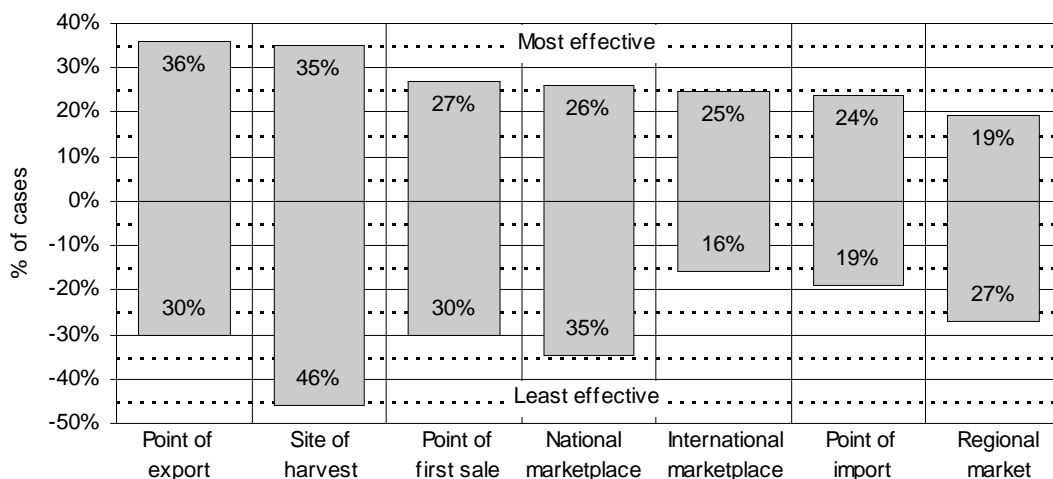 40%
30%
20%
10%
0%
-10%
-20%
-30%
-40%
-50%
% of cases
Most effective
36%
35%
27%
26%
25%
24%
19%
30%
46%
30%
35%
16%
19%
27%
Least effective
Point of
export
Site of
harvest
Point of
first sale
National
marketplace
International
marketplace
Point of
import
Regional
market